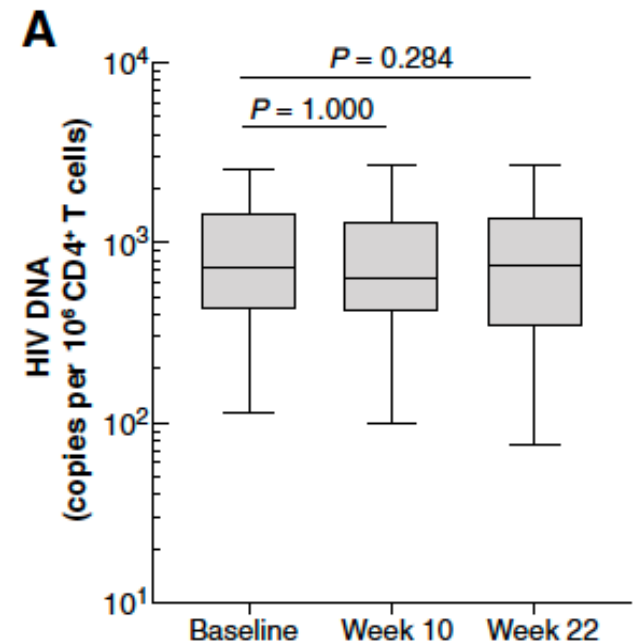 A
10⁴
P = 0.284
P = 1.000
10³
HIV DNA
(copies per 10⁶ CD4⁺ T cells)
10²
10¹
Baseline Week 10 Week 22